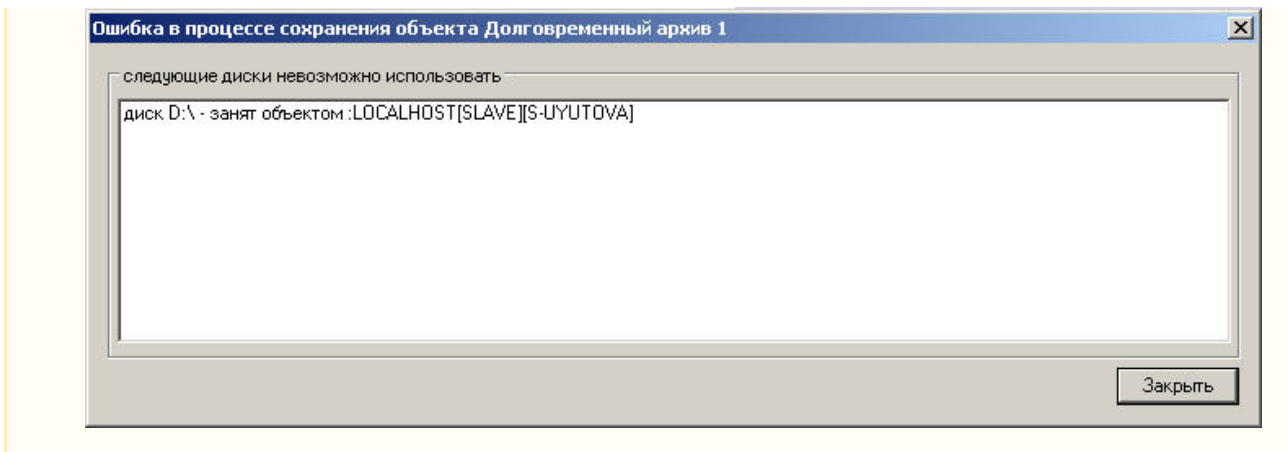 Ошибка в процессе сохранения объекта Долговременный архив 1
следующие диски невозможно использовать
диск D:\ - занят объектом :LOCALHOST[SLAVE][S-UYUTOVA]
Закрыть